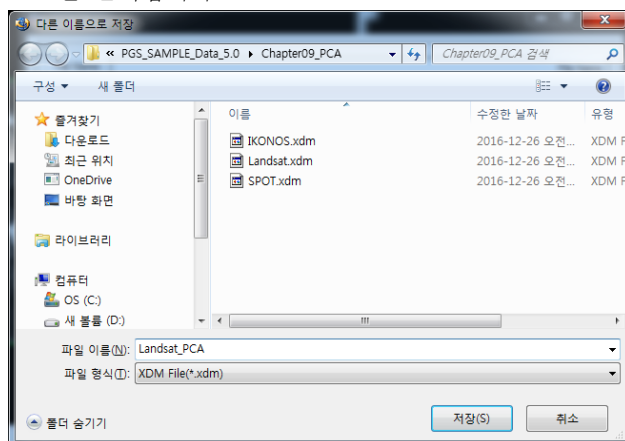 다른 이름으로 저장
« PGS_SAMPLE_Data_5.0 ▸ Chapter09_PCA
Chapter09_PCA 검색
구성 ▼ 새 폴더
즐겨찾기
다운로드
최근 위치
OneDrive
바탕 화면
라이브러리
컴퓨터
OS (C:)
새 볼륨 (D:)
이름 수정한 날짜 유형
IKONOS.xdm 2016-12-26 오전... XDM F
Landsat.xdm 2016-12-26 오전... XDM F
SPOT.xdm 2016-12-26 오전... XDM F
파일 이름(N): Landsat_PCA
파일 형식(T): XDM File(*.xdm)
폴더 숨기기
저장(S) 취소